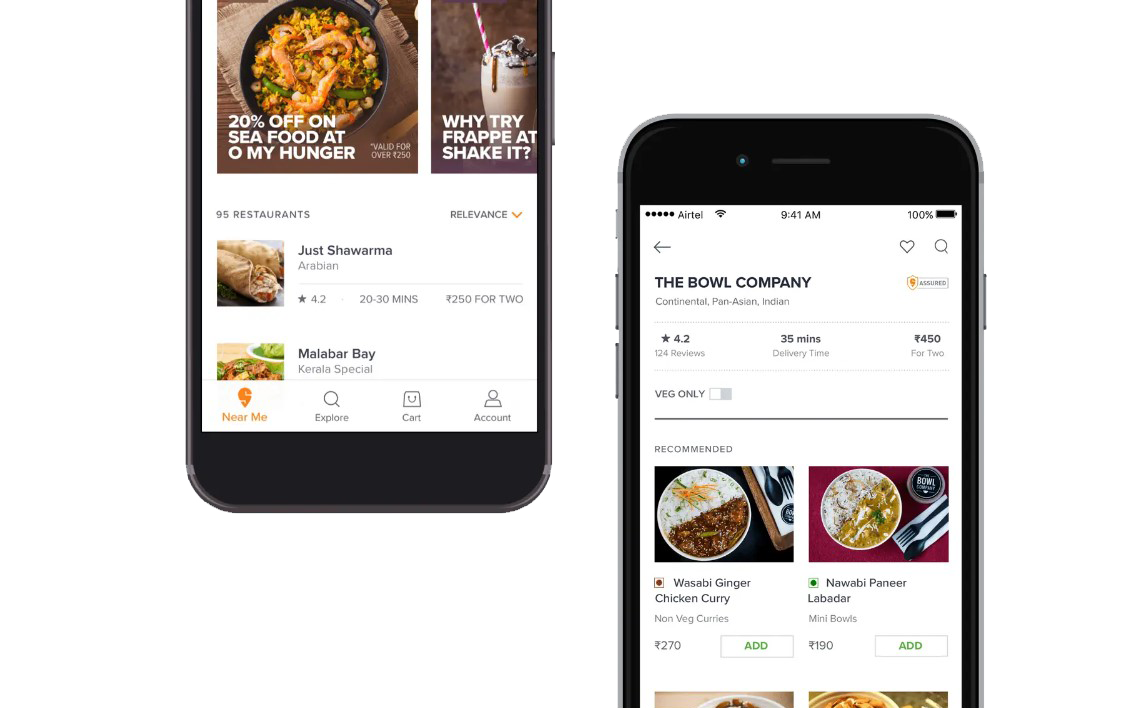 20% OFF ON
SEA FOOD AT
O MY HUNGER
*VALID FOR
OVER ₹250
WHY TRY
FRAPPE AT
SHAKE IT?
95 RESTAURANTS
RELEVANCE
Just Shawarma
Arabian
★ 4.2 · 20-30 MINS ₹250 FOR TWO
Malabar Bay
Kerala Special
Near Me
Explore
Cart
Account
Airtel 9:41 AM 100%
THE BOWL COMPANY
ASSURED
Continental, Pan-Asian, Indian
★ 4.2
124 Reviews
35 mins
Delivery Time
₹450
For Two
VEG ONLY
RECOMMENDED
THE
BOWL
COMPANY
Wasabi Ginger
Chicken Curry
Non Veg Curries
₹270 ADD
Nawabi Paneer
Labadar
Mini Bowls
₹190 ADD